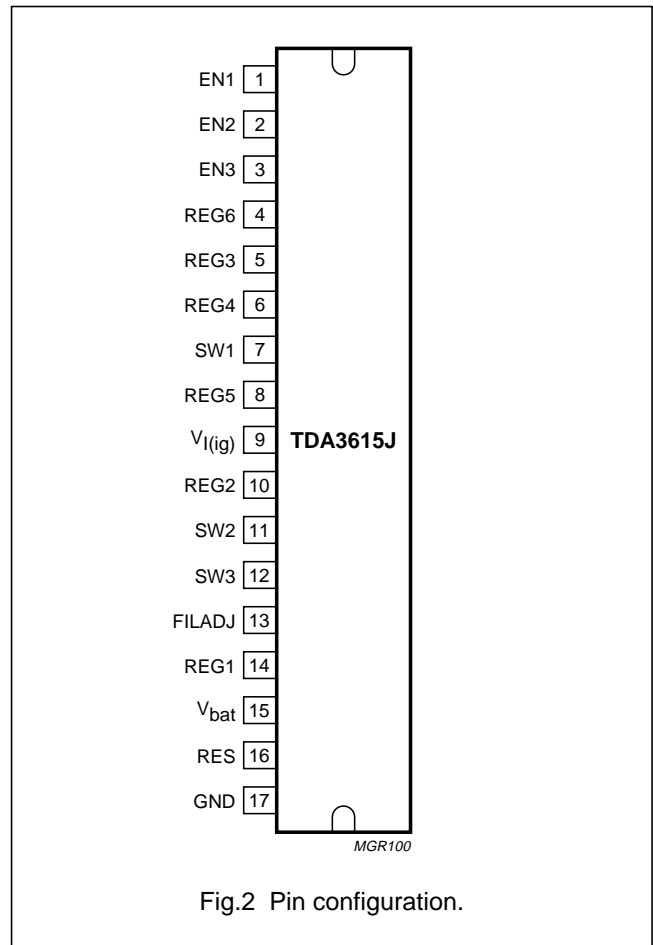 EN1 1
EN2 2
EN3 3
REG6 4
REG3 5
REG4 6
SW1 7
REG5 8
VI(ig) 9 TDA3615J
REG2 10
SW2 11
SW3 12
FILADJ 13
REG1 14
Vbat 15
RES 16
GND 17
MGR100
Fig.2 Pin configuration.